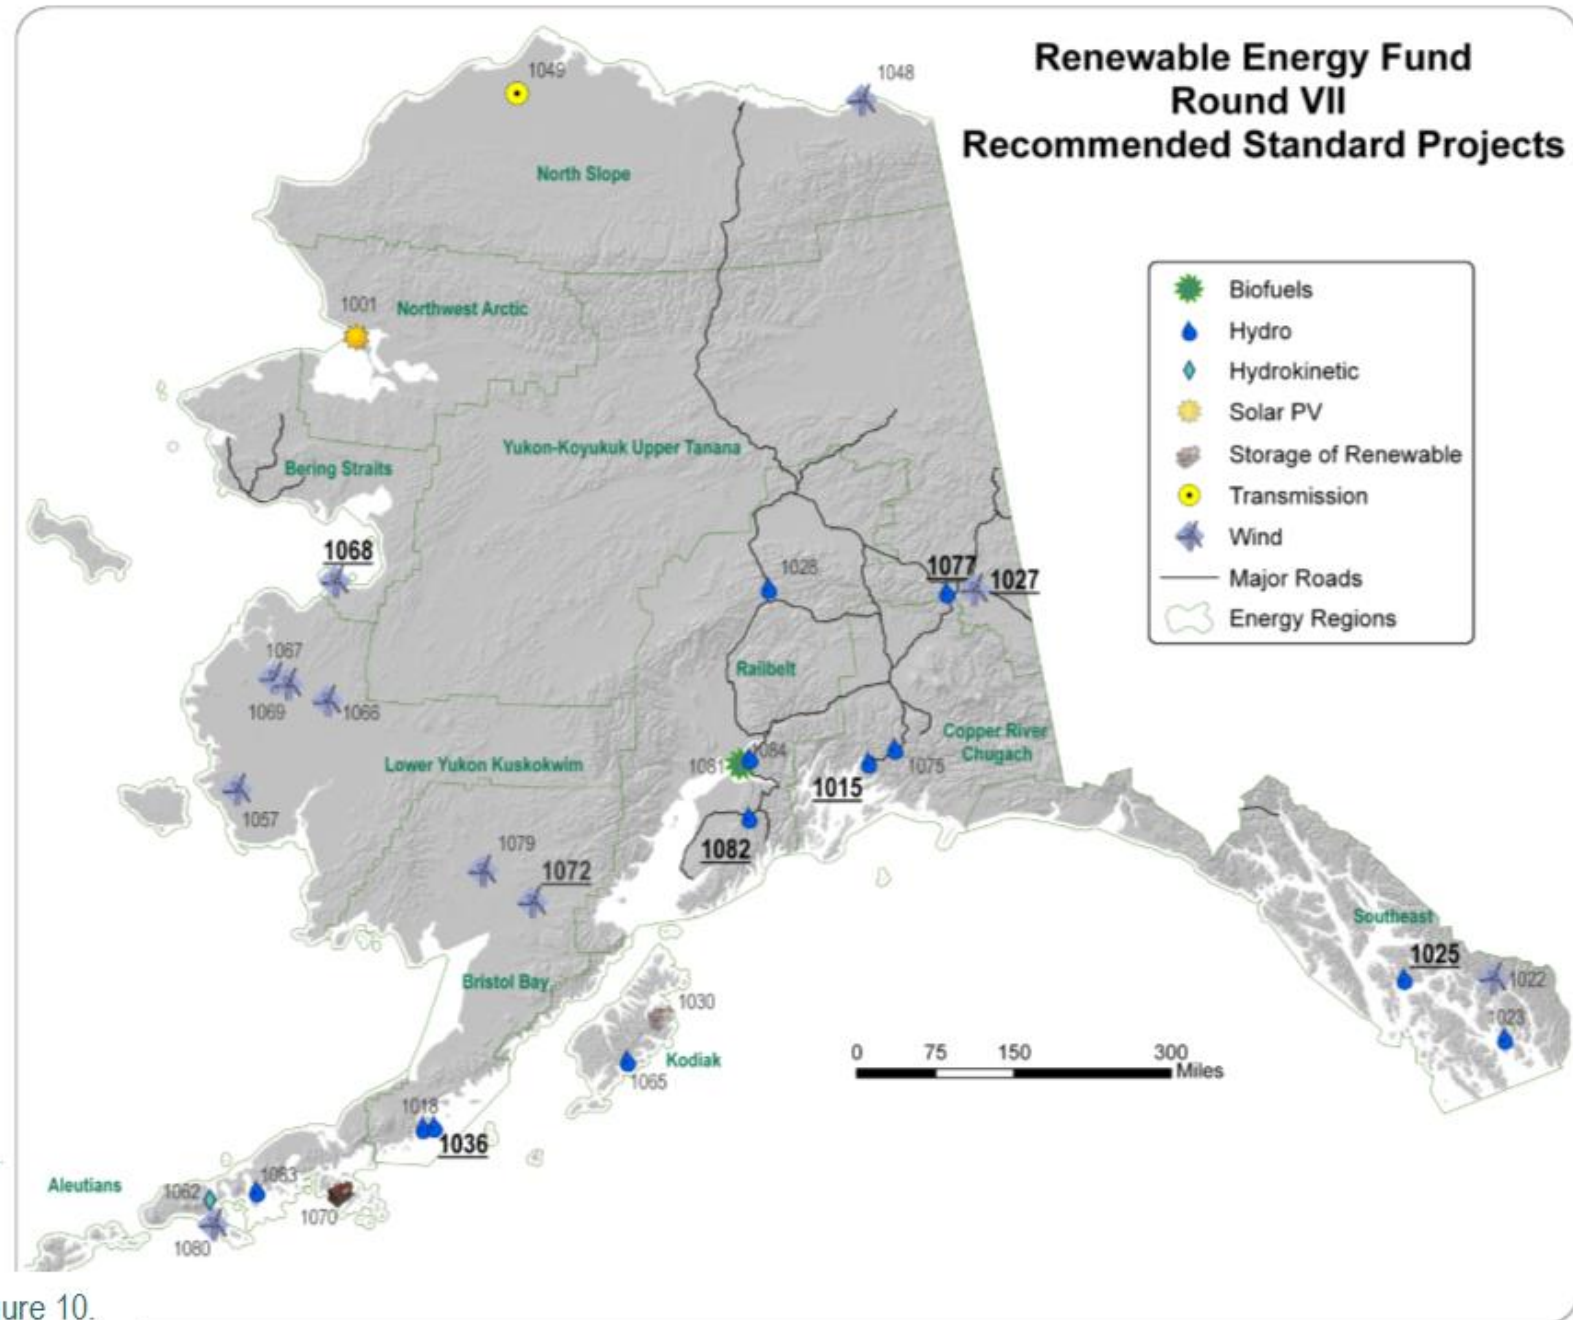 Renewable Energy Fund
Round VII
Recommended Standard Projects
1049
1048
North Slope
1001
Northwest Arctic
Biofuels
Hydro
Hydrokinetic
Solar PV
Storage of Renewable
Transmission
Wind
Major Roads
Energy Regions
Yukon-Koyukuk Upper Tanana
Bering Straits
1068
1028
1077
1027
1067
1069
1066
Railbelt
Lower Yukon Kuskokwim
1081
1084
1015
1075
Copper River
Chugach
1057
1082
1079
1072
Southeast
1025
1022
1023
Bristol Bay
1030
Kodiak
1065
0 75 150 300
Miles
1018
1036
Aleutians
1062
1063
1070
1080
ure 10.